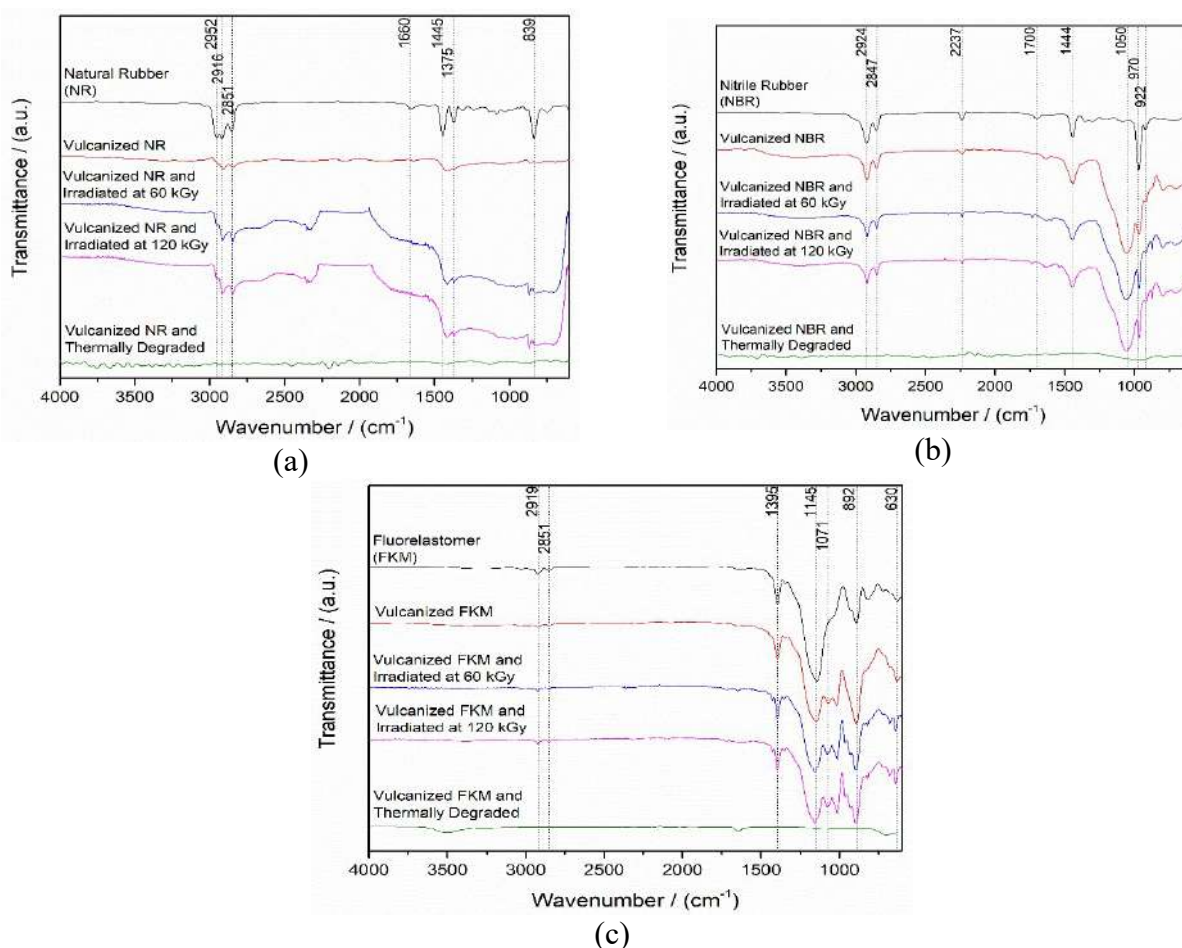 2952
2916
2851
1660
1445
1375
839
Natural Rubber
(NR)
Vulcanized NR
Vulcanized NR and
Irradiated at 60 kGy
Vulcanized NR and
Irradiated at 120 kGy
Vulcanized NR and
Thermally Degraded
Transmittance / (a.u.)
4000 3500 3000 2500 2000 1500 1000
Wavenumber / (cm⁻¹)
(a)
2924
2847
2237
1700
1444
1050
970
922
Nitrile Rubber
(NBR)
Vulcanized NBR
Vulcanized NBR and
Irradiated at 60 kGy
Vulcanized NBR and
Irradiated at 120 kGy
Vulcanized NBR and
Thermally Degraded
Transmittance / (a.u.)
4000 3500 3000 2500 2000 1500 1000
Wavenumber / (cm⁻¹)
(b)
2919
2851
1395
1145
1071
892
630
Fluorelastomer
(FKM)
Vulcanized FKM
Vulcanized FKM and
Irradiated at 60 kGy
Vulcanized FKM and
Irradiated at 120 kGy
Vulcanized FKM and
Thermally Degraded
Transmittance / (a.u.)
4000 3500 3000 2500 2000 1500 1000
Wavenumber / (cm⁻¹)
(c)